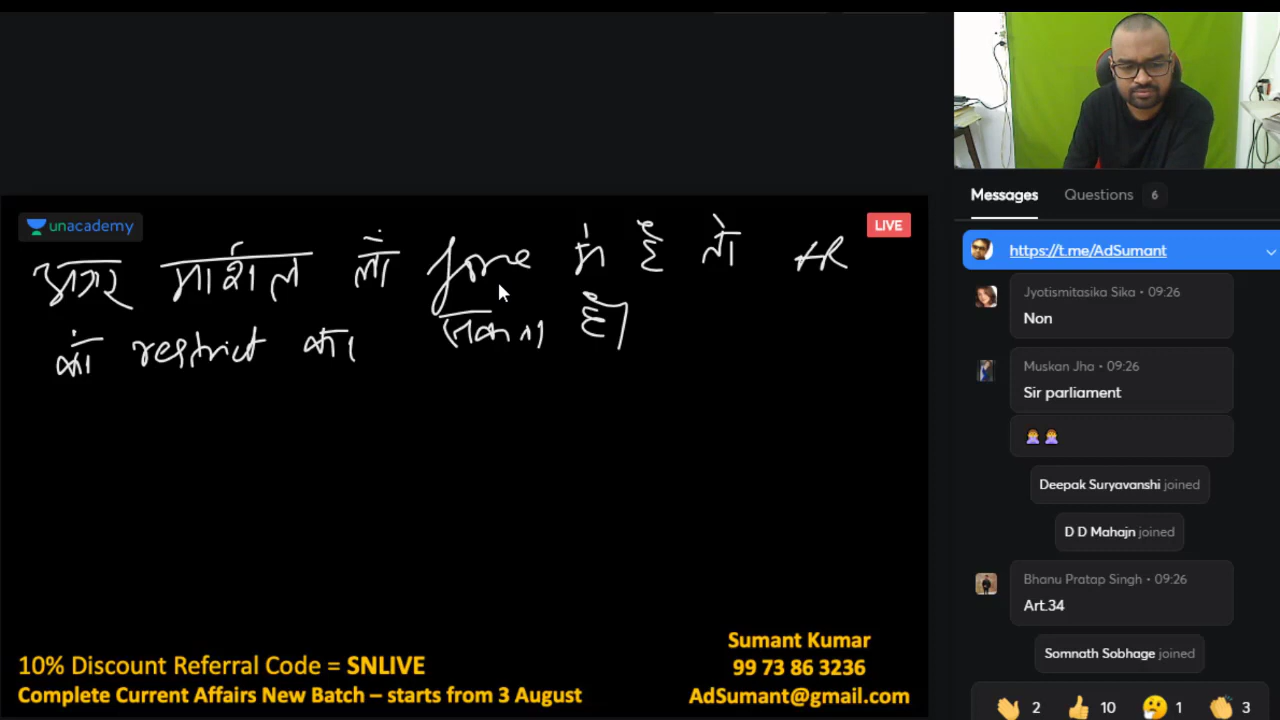 unacademy
LIVE
अगर मार्शल लॉ force में है तो FR
को restrict का सकता है।
10% Discount Referral Code = SNLIVE
Complete Current Affairs New Batch – starts from 3 August
Sumant Kumar
99 73 86 3236
AdSumant@gmail.com
Messages Questions 6
https://t.me/AdSumant
Jyotismitasika Sika • 09:26
Non
Muskan Jha • 09:26
Sir parliament
🤦🤦
Deepak Suryavanshi joined
D D Mahajn joined
Bhanu Pratap Singh • 09:26
Art.34
Somnath Sobhage joined
👋 2 👍 10 🤔 1 👏 3